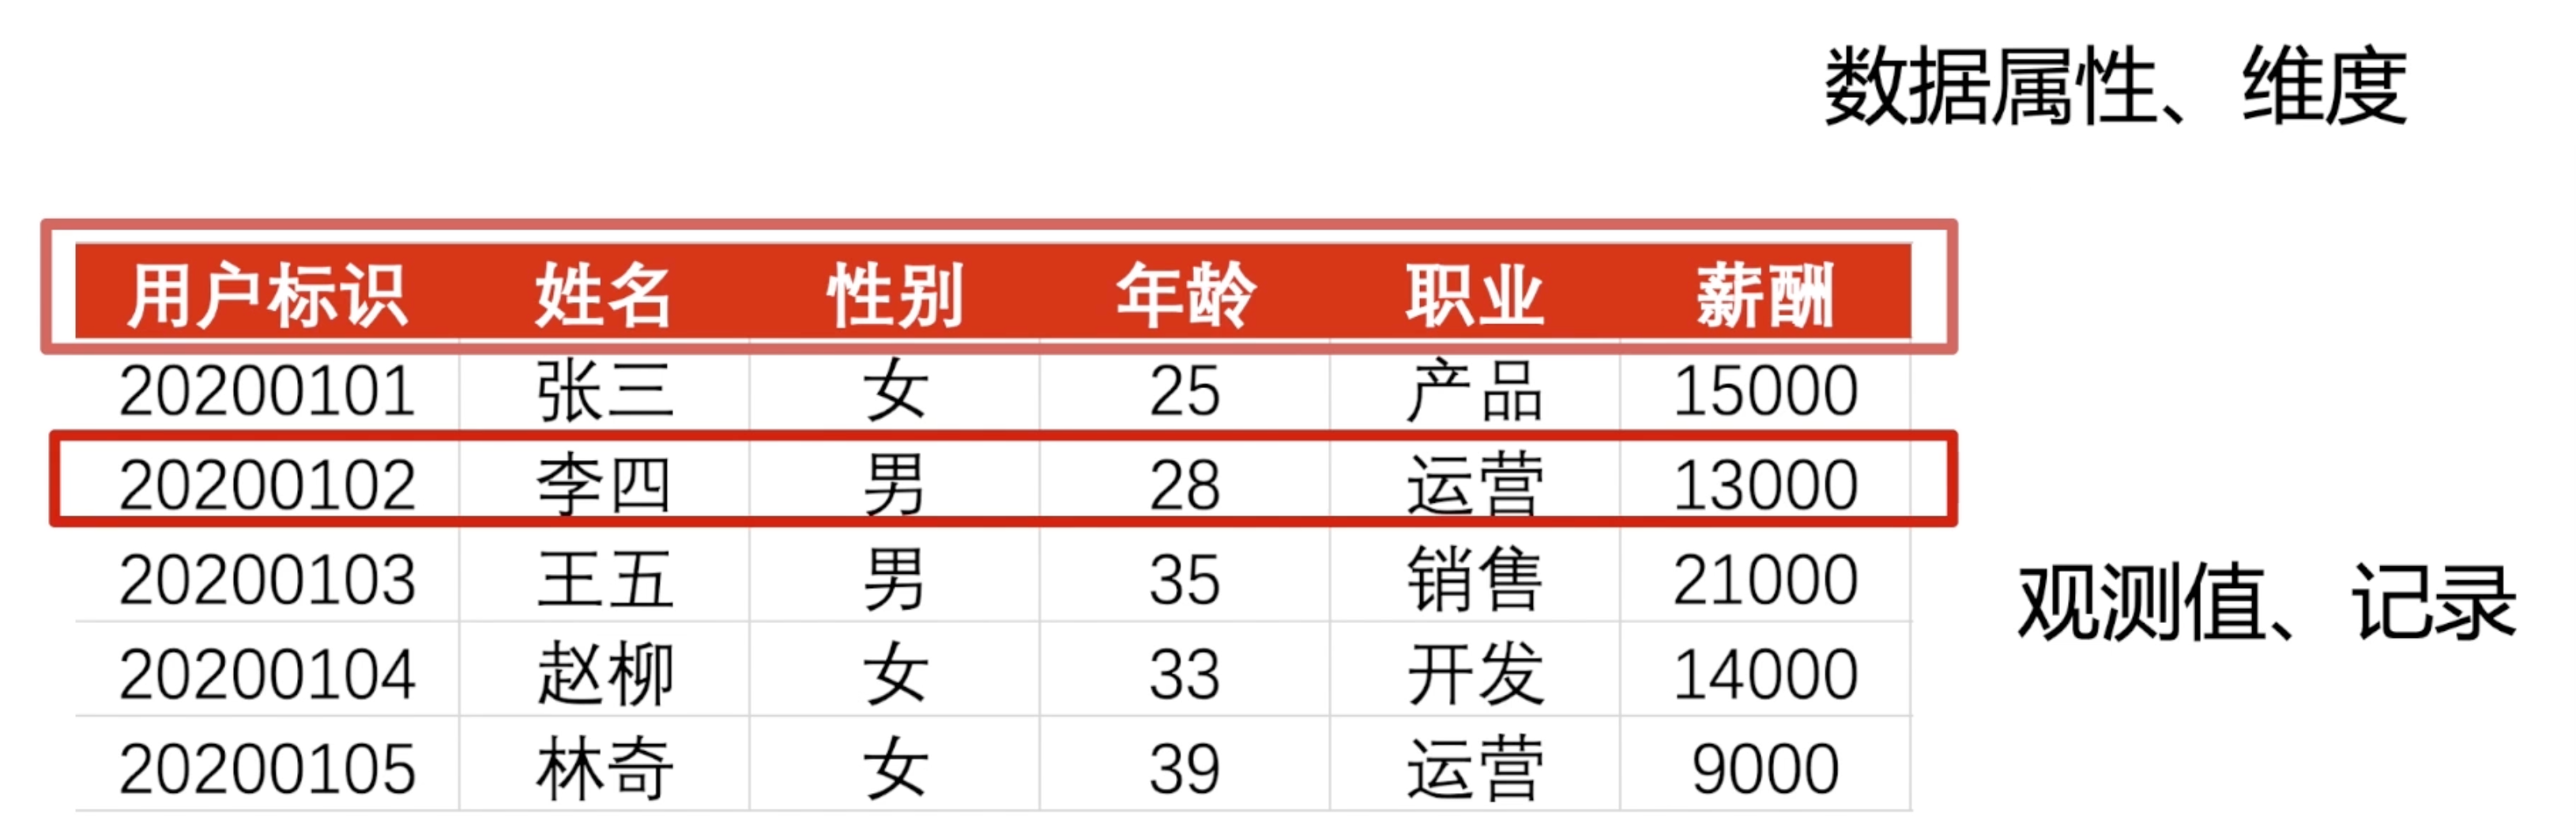 数据属性、维度
用户标识 姓名 性别 年龄 职业 薪酬
20200101 张三 女 25 产品 15000
20200102 李四 男 28 运营 13000
20200103 王五 男 35 销售 21000
观测值、记录
20200104 赵柳 女 33 开发 14000
20200105 林奇 女 39 运营 9000